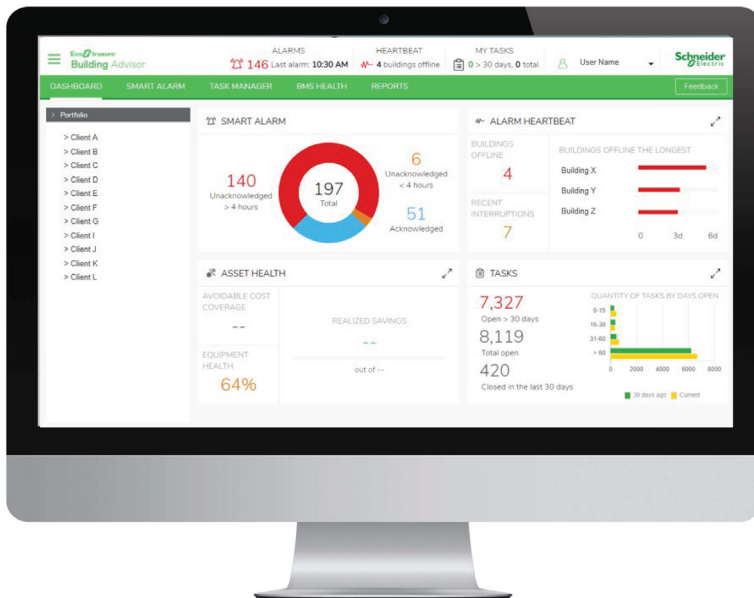 EcoStruxure
Building Advisor
ALARMS
146 Last alarm: 10:30 AM
HEARTBEAT
4 buildings offline
MY TASKS
0 > 30 days, 0 total
User Name
Schneider
Electric
DASHBOARD
SMART ALARM
TASK MANAGER
BMS HEALTH
REPORTS
Feedback
> Portfolio
> Client A
> Client B
> Client C
> Client D
> Client E
> Client F
> Client G
> Client I
> Client J
> Client K
> Client L
SMART ALARM
140
Unacknowledged
> 4 hours
197
Total
6
Unacknowledged
< 4 hours
51
Acknowledged
ALARM HEARTBEAT
BUILDINGS
OFFLINE
4
RECENT
INTERRUPTIONS
7
BUILDINGS OFFLINE THE LONGEST
Building X
Building Y
Building Z
0 3d 6d
ASSET HEALTH
AVOIDABLE COST
COVERAGE
--
EQUIPMENT
HEALTH
64%
REALIZED SAVINGS
--
out of --
TASKS
7,327
Open > 30 days
8,119
Total open
420
Closed in the last 30 days
QUANTITY OF TASKS BY DAYS OPEN
0-15
16-30
31-60
> 60
0 2000 4000 6000 8000
30 days ago Current